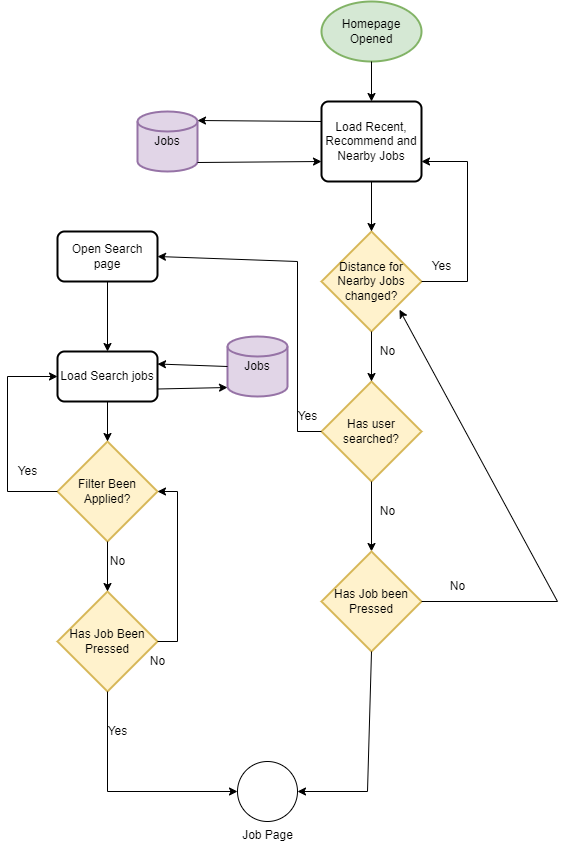 Homepage
Opened
Load Recent,
Recommend and
Nearby Jobs
Jobs
Distance for
Nearby Jobs
changed?
Yes
No
Open Search
page
Load Search jobs
Jobs
Has user
searched?
Yes
No
Filter Been
Applied?
Yes
No
Has Job been
Pressed
No
Has Job Been
Pressed
No
Yes
Job Page